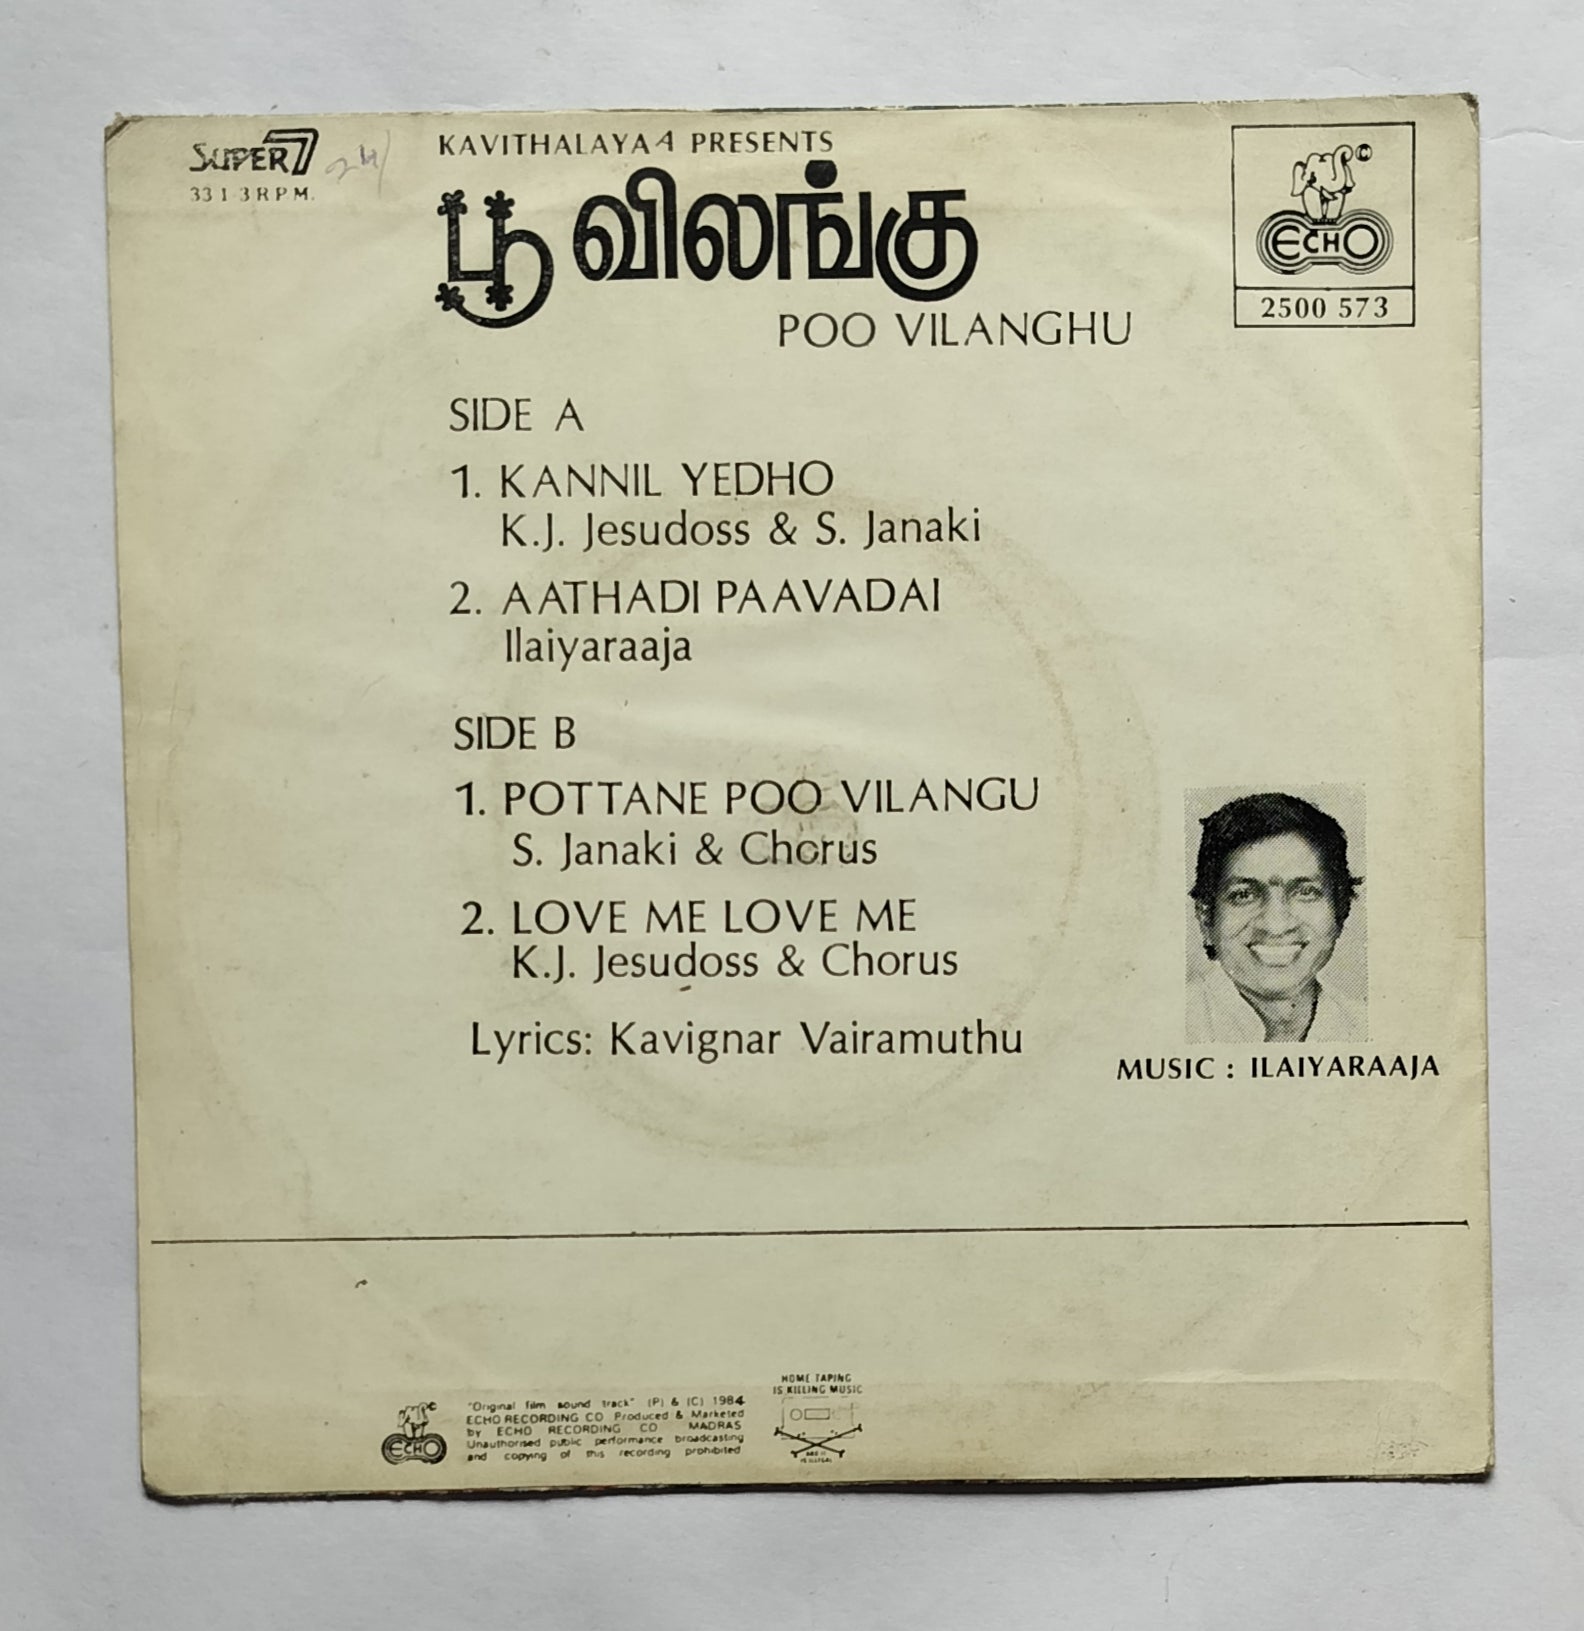 SUPER 7
33 1 3 R P M.
KAVITHALAYAA PRESENTS
பூ விலங்கு
POO VILANGHU
©
ECHO
2500 573
SIDE A
1. KANNIL YEDHO
K.J. Jesudoss & S. Janaki
2. AATHADI PAAVADAI
Ilaiyaraaja
SIDE B
1. POTTANE POO VILANGU
S. Janaki & Chorus
2. LOVE ME LOVE ME
K.J. Jesudoss & Chorus
Lyrics: Kavignar Vairamuthu
MUSIC : ILAIYARAAJA
©
ECHO
"Original film sound track" (P) & (C) 1984
ECHO RECORDING CO Produced & Marketed
by ECHO RECORDING CO MADRAS
Unauthorised public performance broadcasting
and copying of this recording prohibited
HOME TAPING
IS KILLING MUSIC
IS ILLEGAL